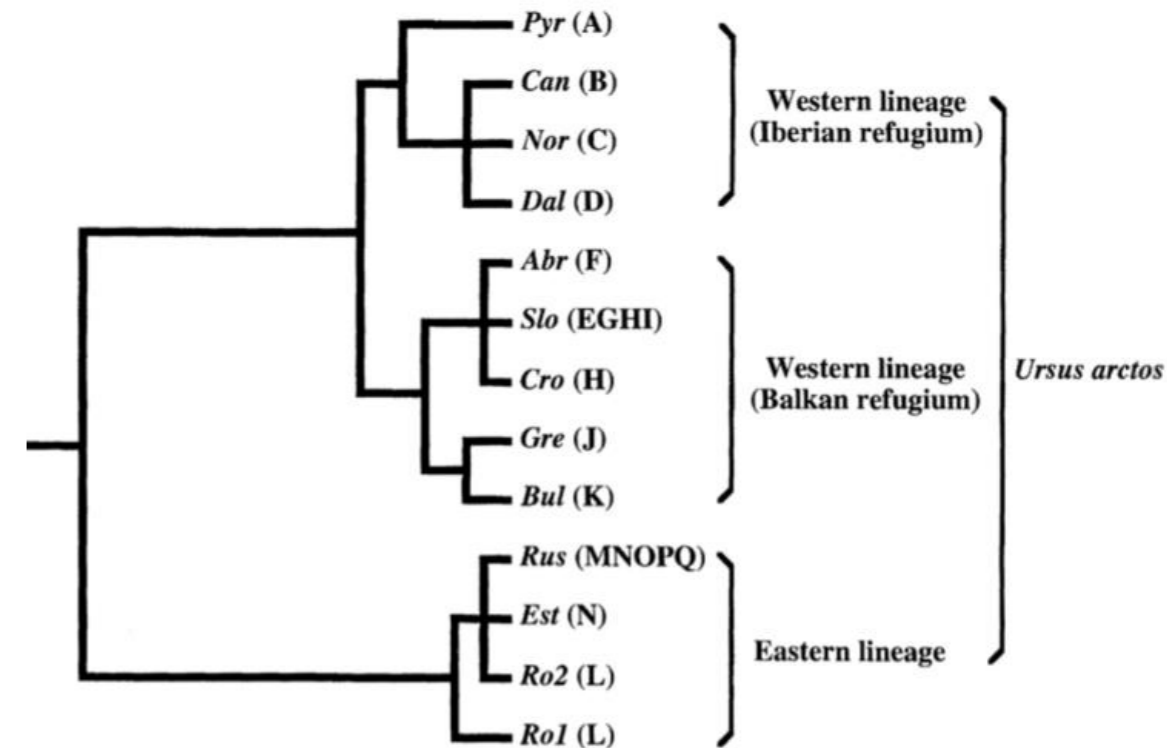 Pyr (A)
Can (B)
Nor (C)
Dal (D)
Western lineage
(Iberian refugium)
Abr (F)
Slo (EGHI)
Cro (H)
Gre (J)
Bul (K)
Western lineage
(Balkan refugium)
Rus (MNOPQ)
Est (N)
Ro2 (L)
Ro1 (L)
Eastern lineage
Ursus arctos